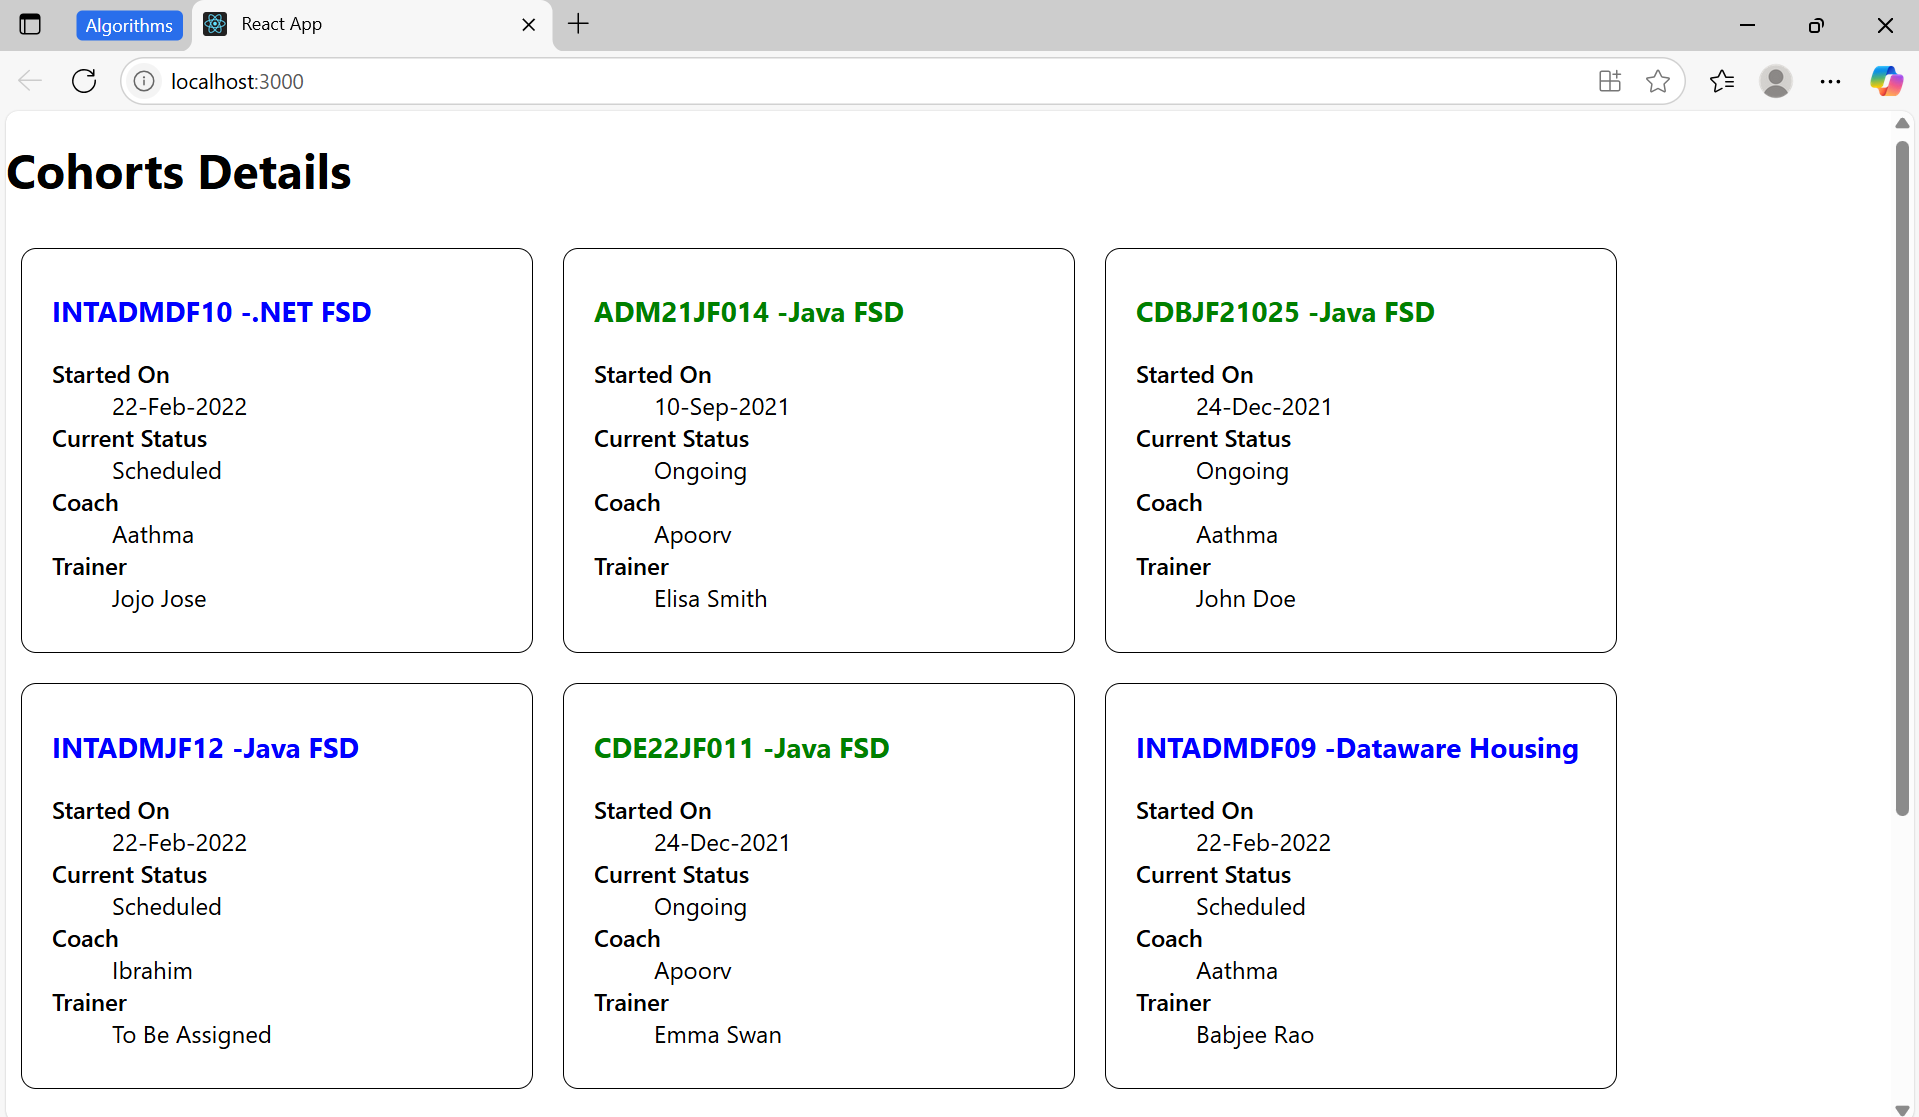 Algorithms
React App
localhost:3000
Cohorts Details
INTADMDF10 -.NET FSD
Started On
22-Feb-2022
Current Status
Scheduled
Coach
Aathma
Trainer
Jojo Jose
ADM21JF014 -Java FSD
Started On
10-Sep-2021
Current Status
Ongoing
Coach
Apoorv
Trainer
Elisa Smith
CDBJF21025 -Java FSD
Started On
24-Dec-2021
Current Status
Ongoing
Coach
Aathma
Trainer
John Doe
INTADMJF12 -Java FSD
Started On
22-Feb-2022
Current Status
Scheduled
Coach
Ibrahim
Trainer
To Be Assigned
CDE22JF011 -Java FSD
Started On
24-Dec-2021
Current Status
Ongoing
Coach
Apoorv
Trainer
Emma Swan
INTADMDF09 -Dataware Housing
Started On
22-Feb-2022
Current Status
Scheduled
Coach
Aathma
Trainer
Babjee Rao